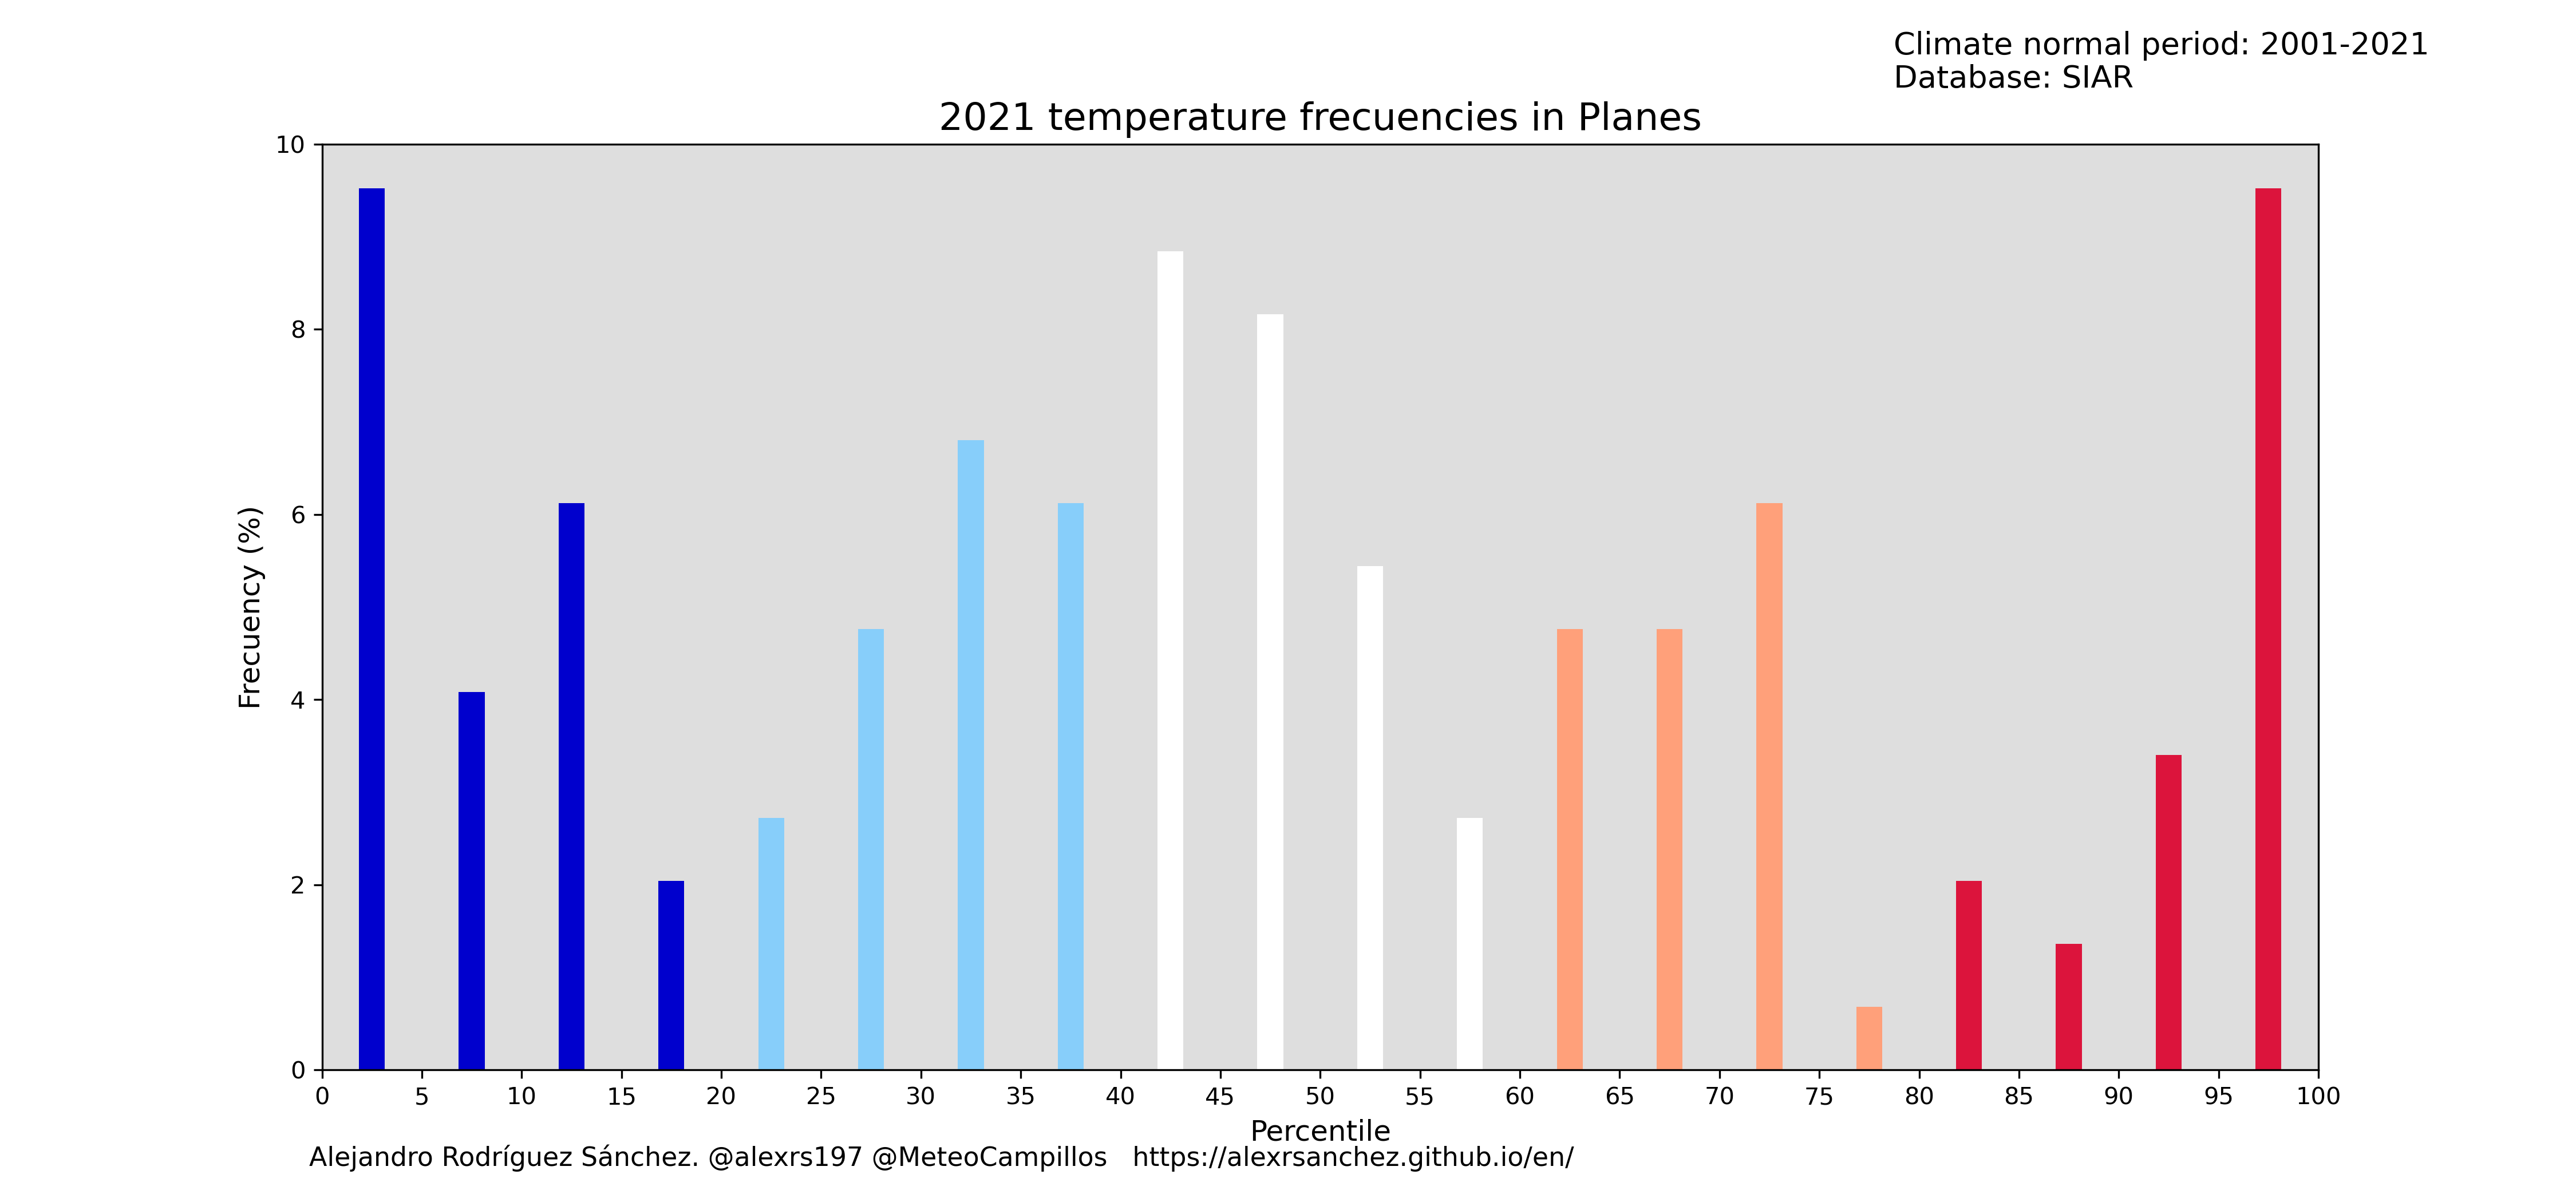 Climate normal period: 2001-2021
Database: SIAR
2021 temperature frecuencies in Planes
10
8
6
4
2
0
Frecuency (%)
0 5 10 15 20 25 30 35 40 45 50 55 60 65 70 75 80 85 90 95 100
Percentile
Alejandro Rodríguez Sánchez. @alexrs197 @MeteoCampillos https://alexrsanchez.github.io/en/